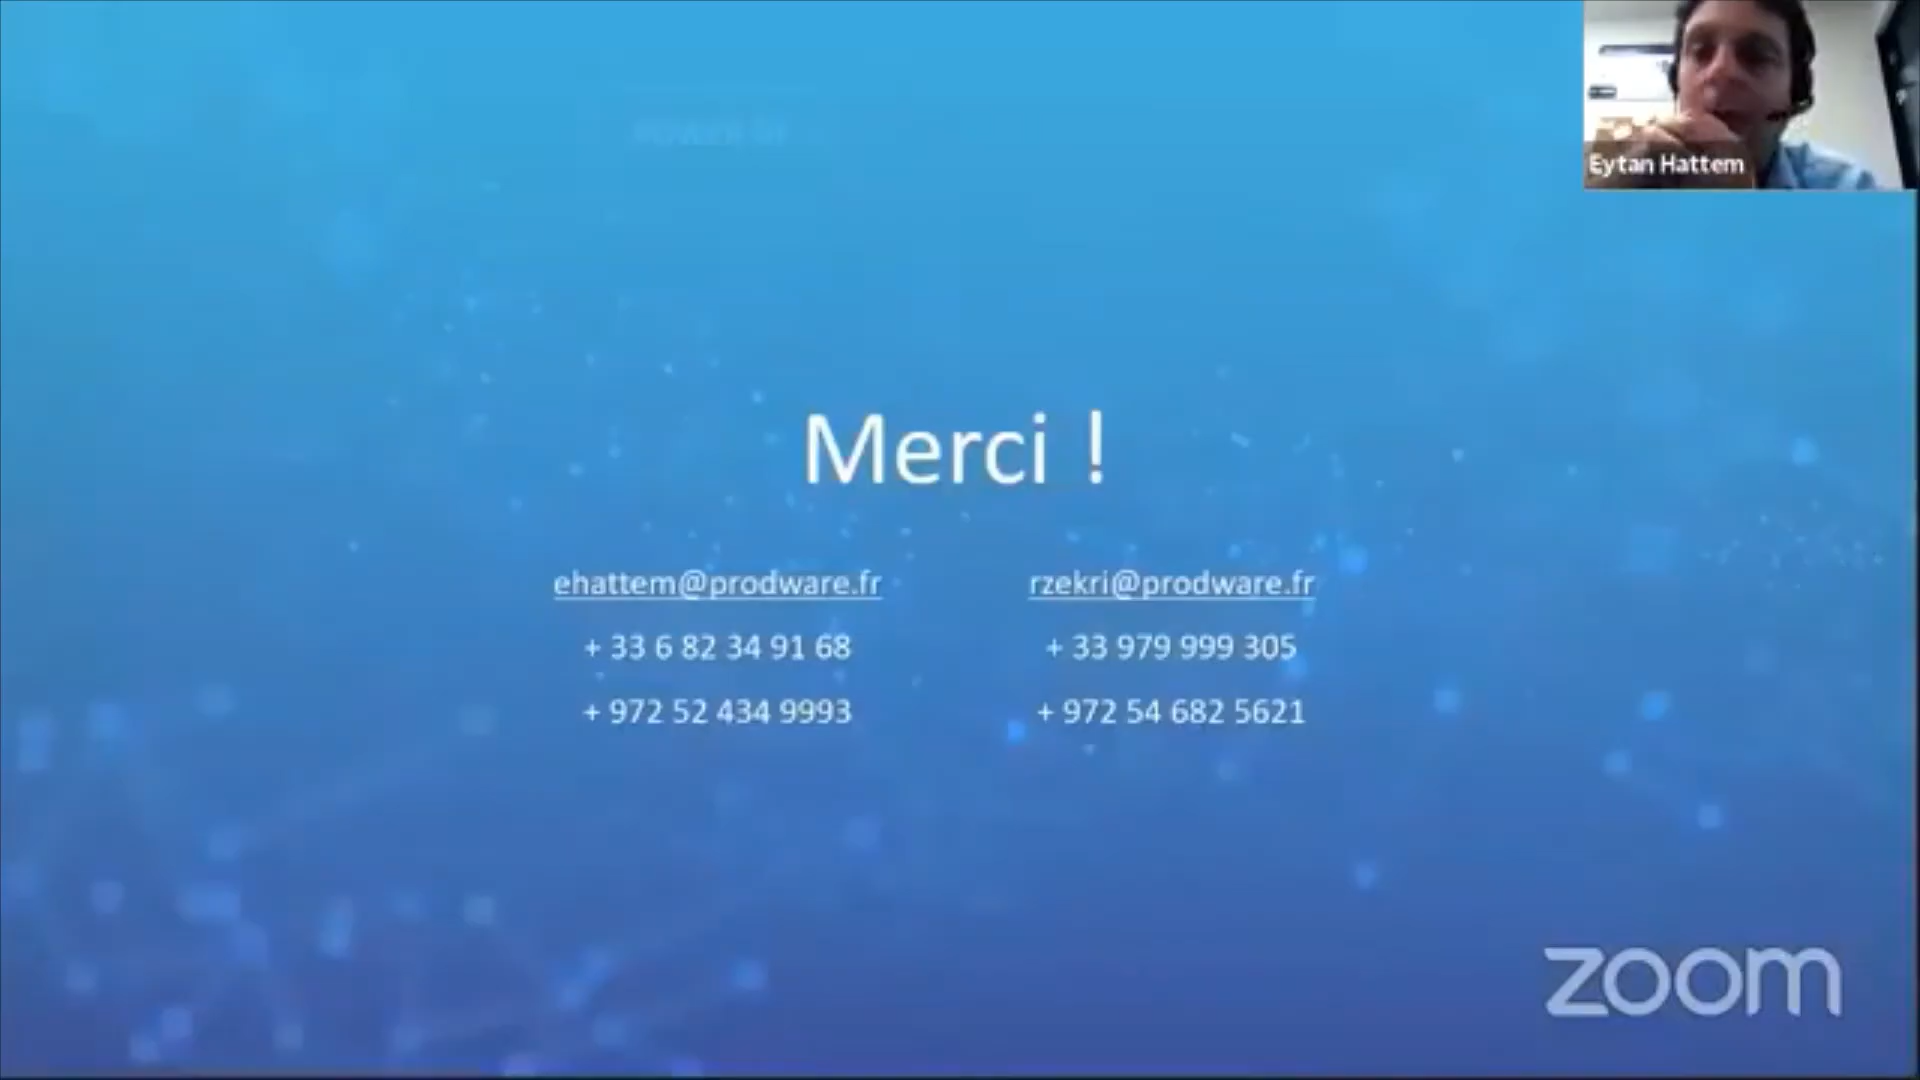 Eytan Hattem
Merci !
ehattem@prodware.fr
+ 33 6 82 34 91 68
+ 972 52 434 9993
rzekri@prodware.fr
+ 33 979 999 305
+ 972 54 682 5621
zoom